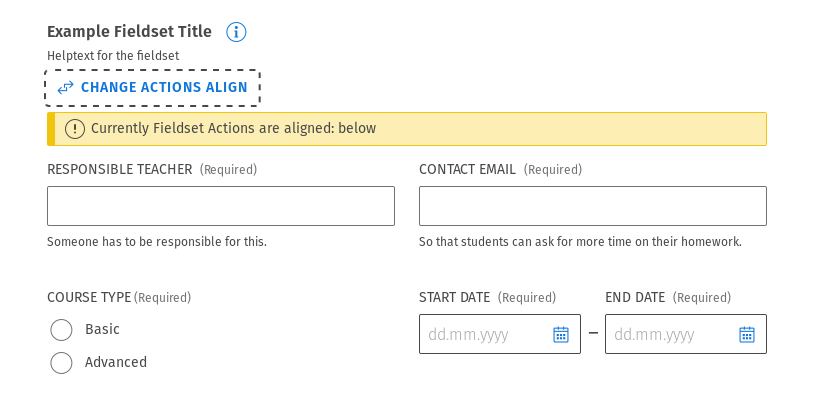 Example Fieldset Title
Helptext for the fieldset
CHANGE ACTIONS ALIGN
Currently Fieldset Actions are aligned: below
RESPONSIBLE TEACHER (Required)
CONTACT EMAIL (Required)
Someone has to be responsible for this.
So that students can ask for more time on their homework.
COURSE TYPE (Required)
START DATE (Required)
END DATE (Required)
Basic
dd.mm.yyyy – dd.mm.yyyy
Advanced